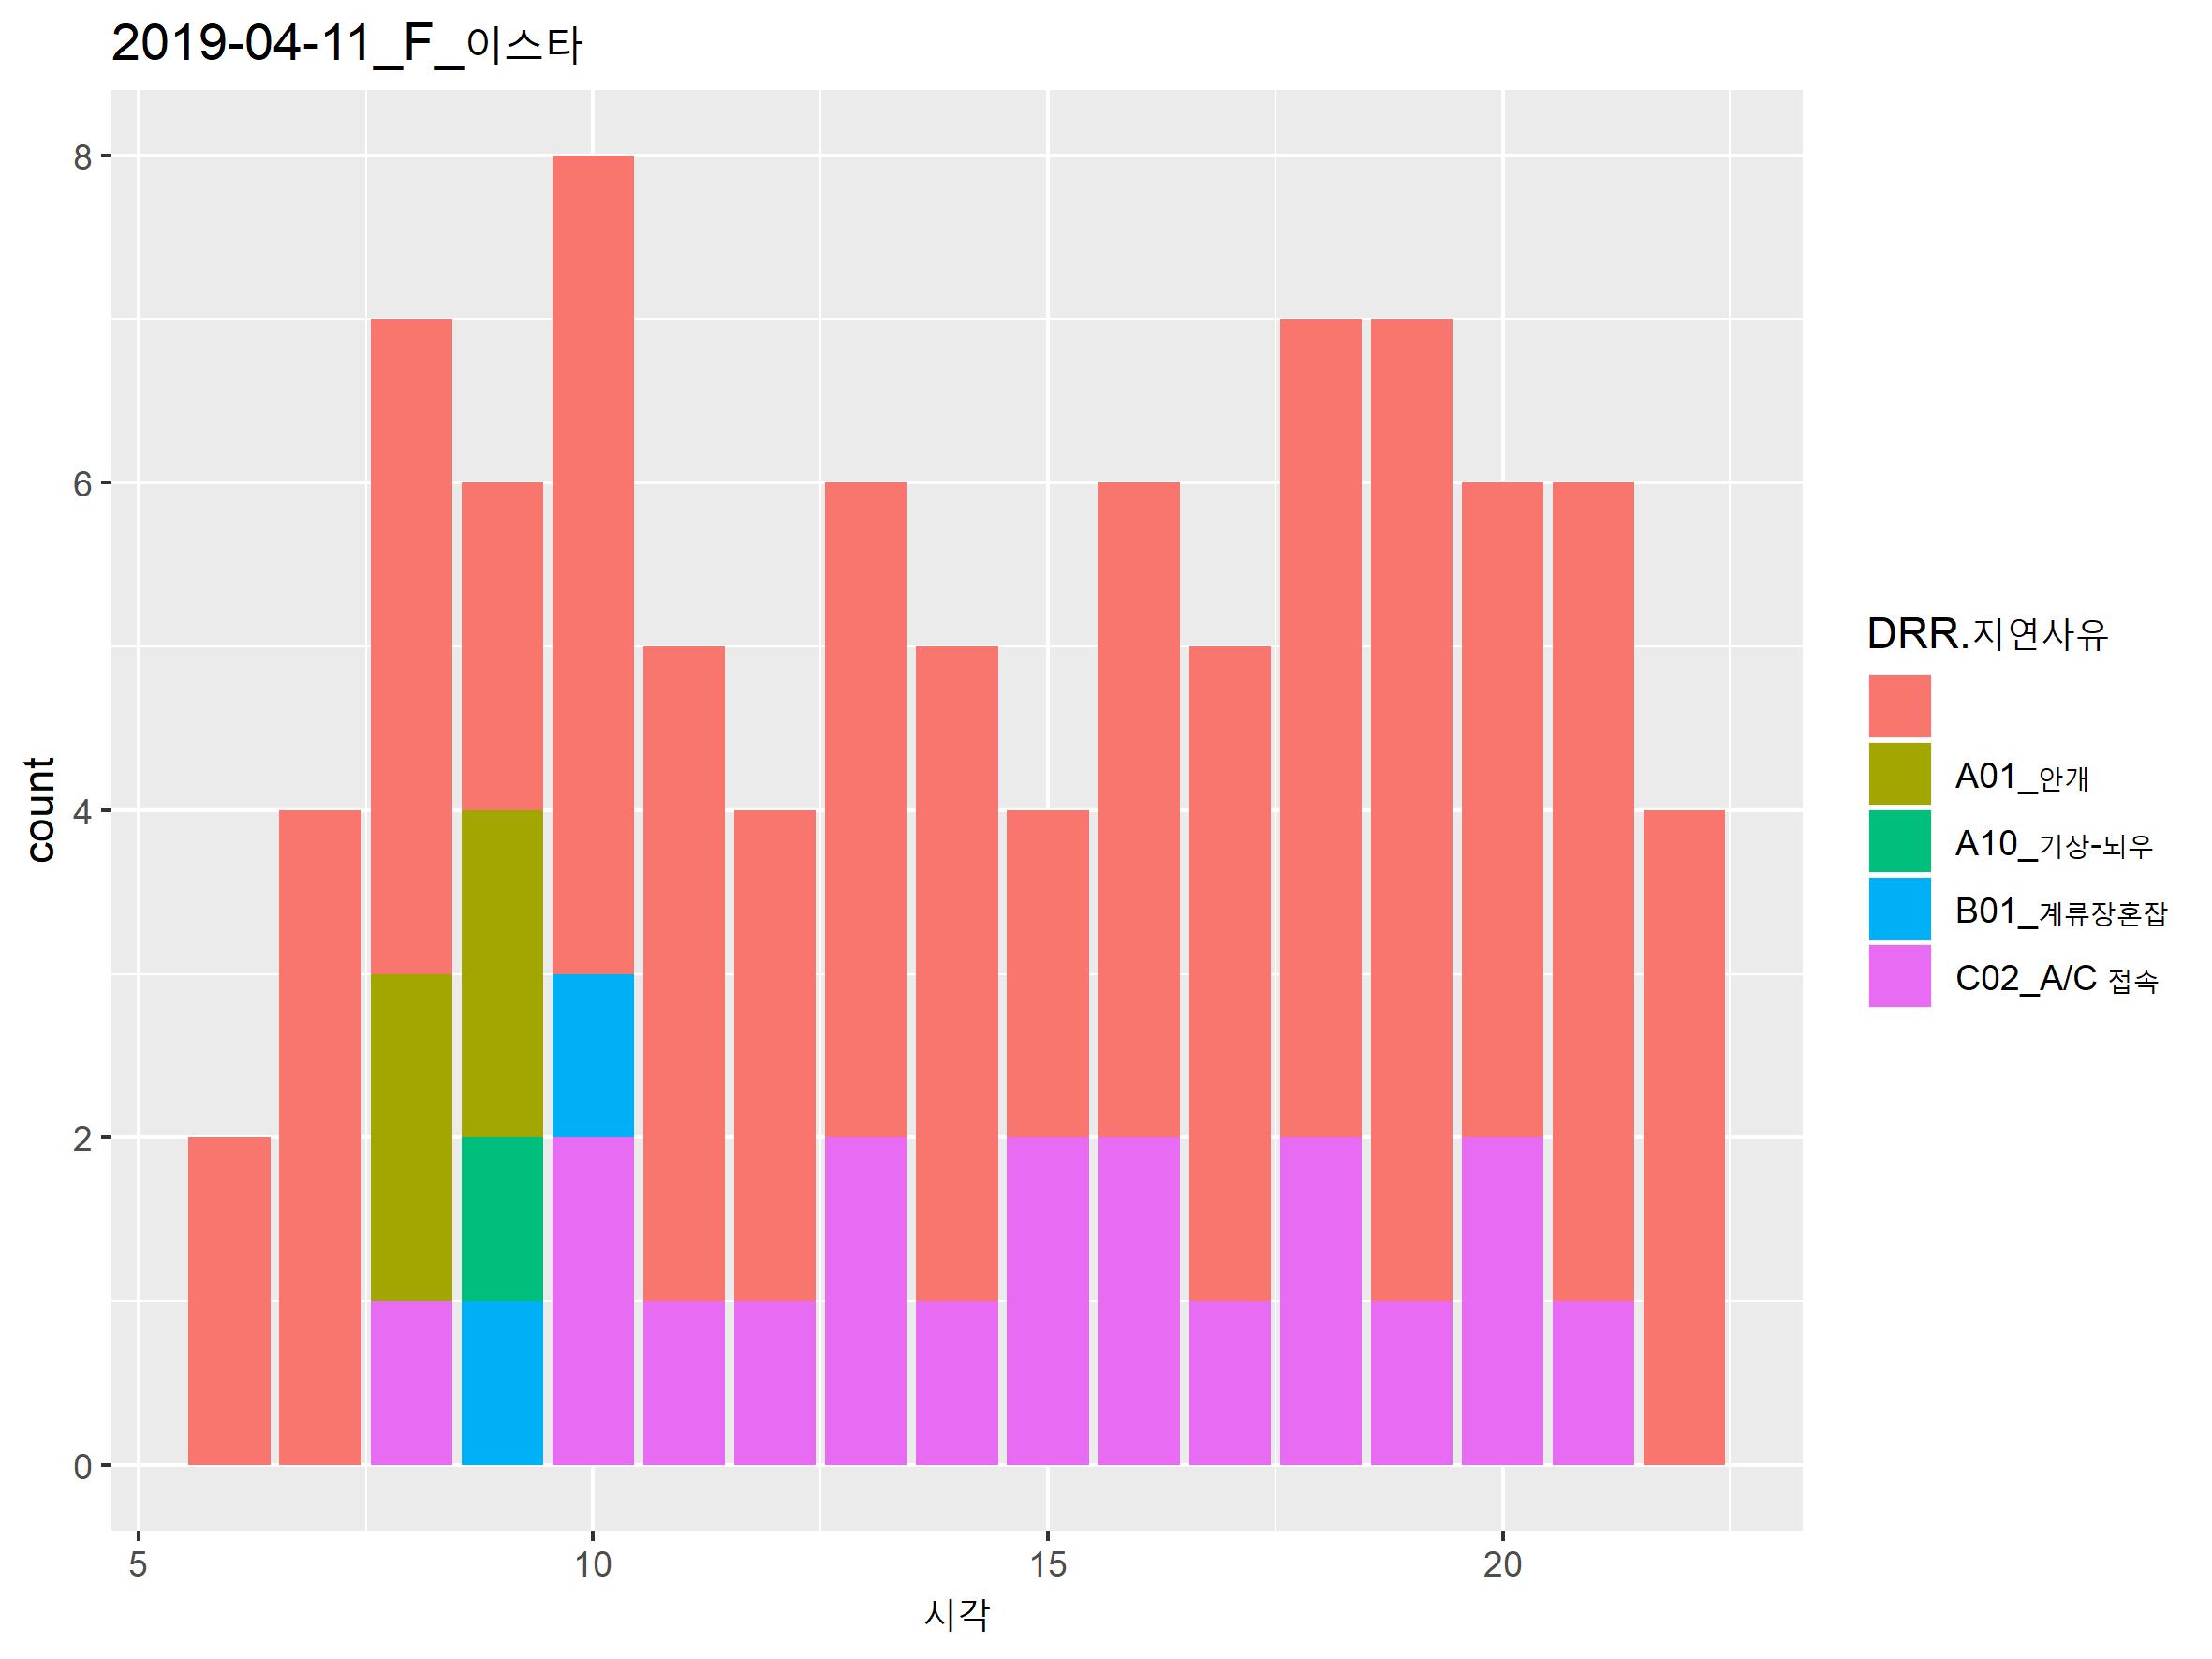 2019-04-11_F_이스타
8
6
4
2
0
count
5 10 15 20
시각
DRR.지연사유
A01_안개
A10_기상-뇌우
B01_계류장혼잡
C02_A/C 접속